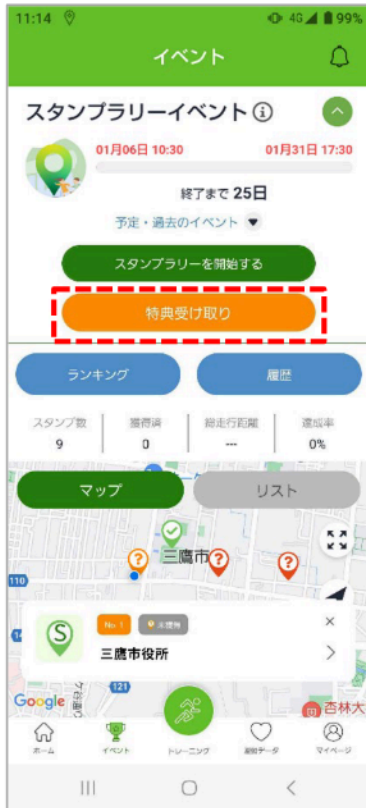 11:14 4G 99%
イベント
スタンプラリーイベント
01月06日 10:30 01月31日 17:30
終了まで 25日
予定・過去のイベント
スタンプラリーを開始する
特典受け取り
ランキング 履歴
スタンプ数 獲得済 総走行距離 達成率
9 0 --- 0%
マップ リスト
三鷹市
110
No.1 未獲得
三鷹市役所
121
Google 杏林大
ホーム イベント トレーニング 運動データ マイページ